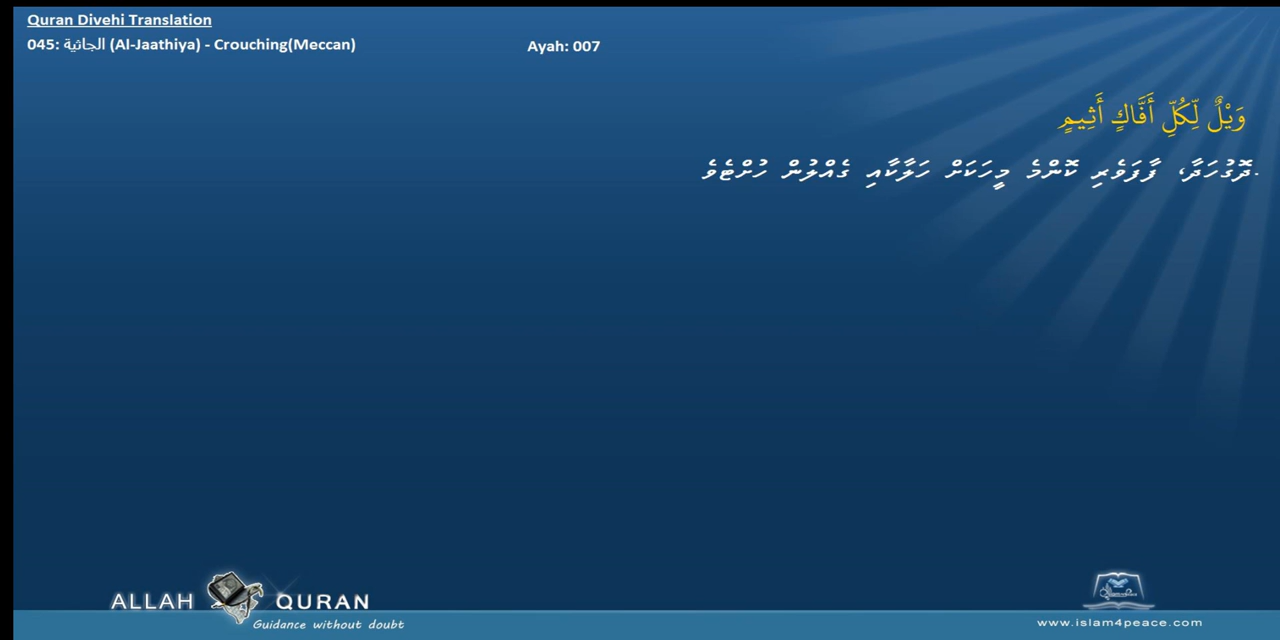 Quran Divehi Translation
045: الجاثية (Al-Jaathiya) - Crouching(Meccan)
Ayah: 007
وَيْلٌ لِّكُلِّ أَفَّاكٍ أَثِيمٍ
ދޮގުހަދާ، ފާފަވެރި ކޮންމެ މީހަކަށް ހަލާކާއި ގެއްލުން ހުށްޓެވެ.
ALLAH QURAN
Guidance without doubt
www.islam4peace.com